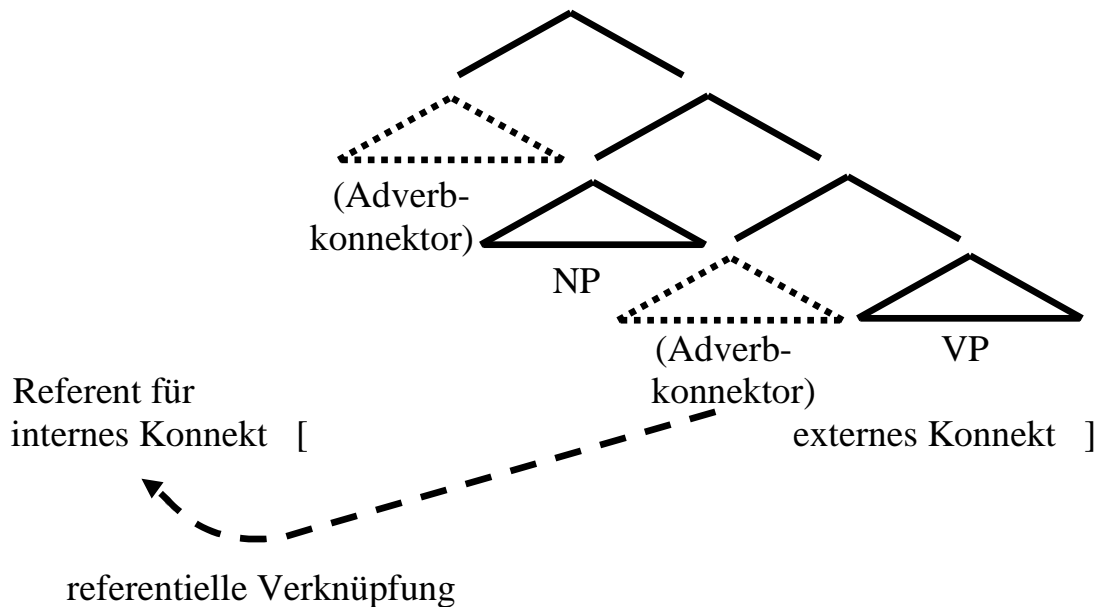 (Adverb-
konnektor)
NP
(Adverb-
konnektor)
VP
Referent für
internes Konnekt [
externes Konnekt ]
referentielle Verknüpfung